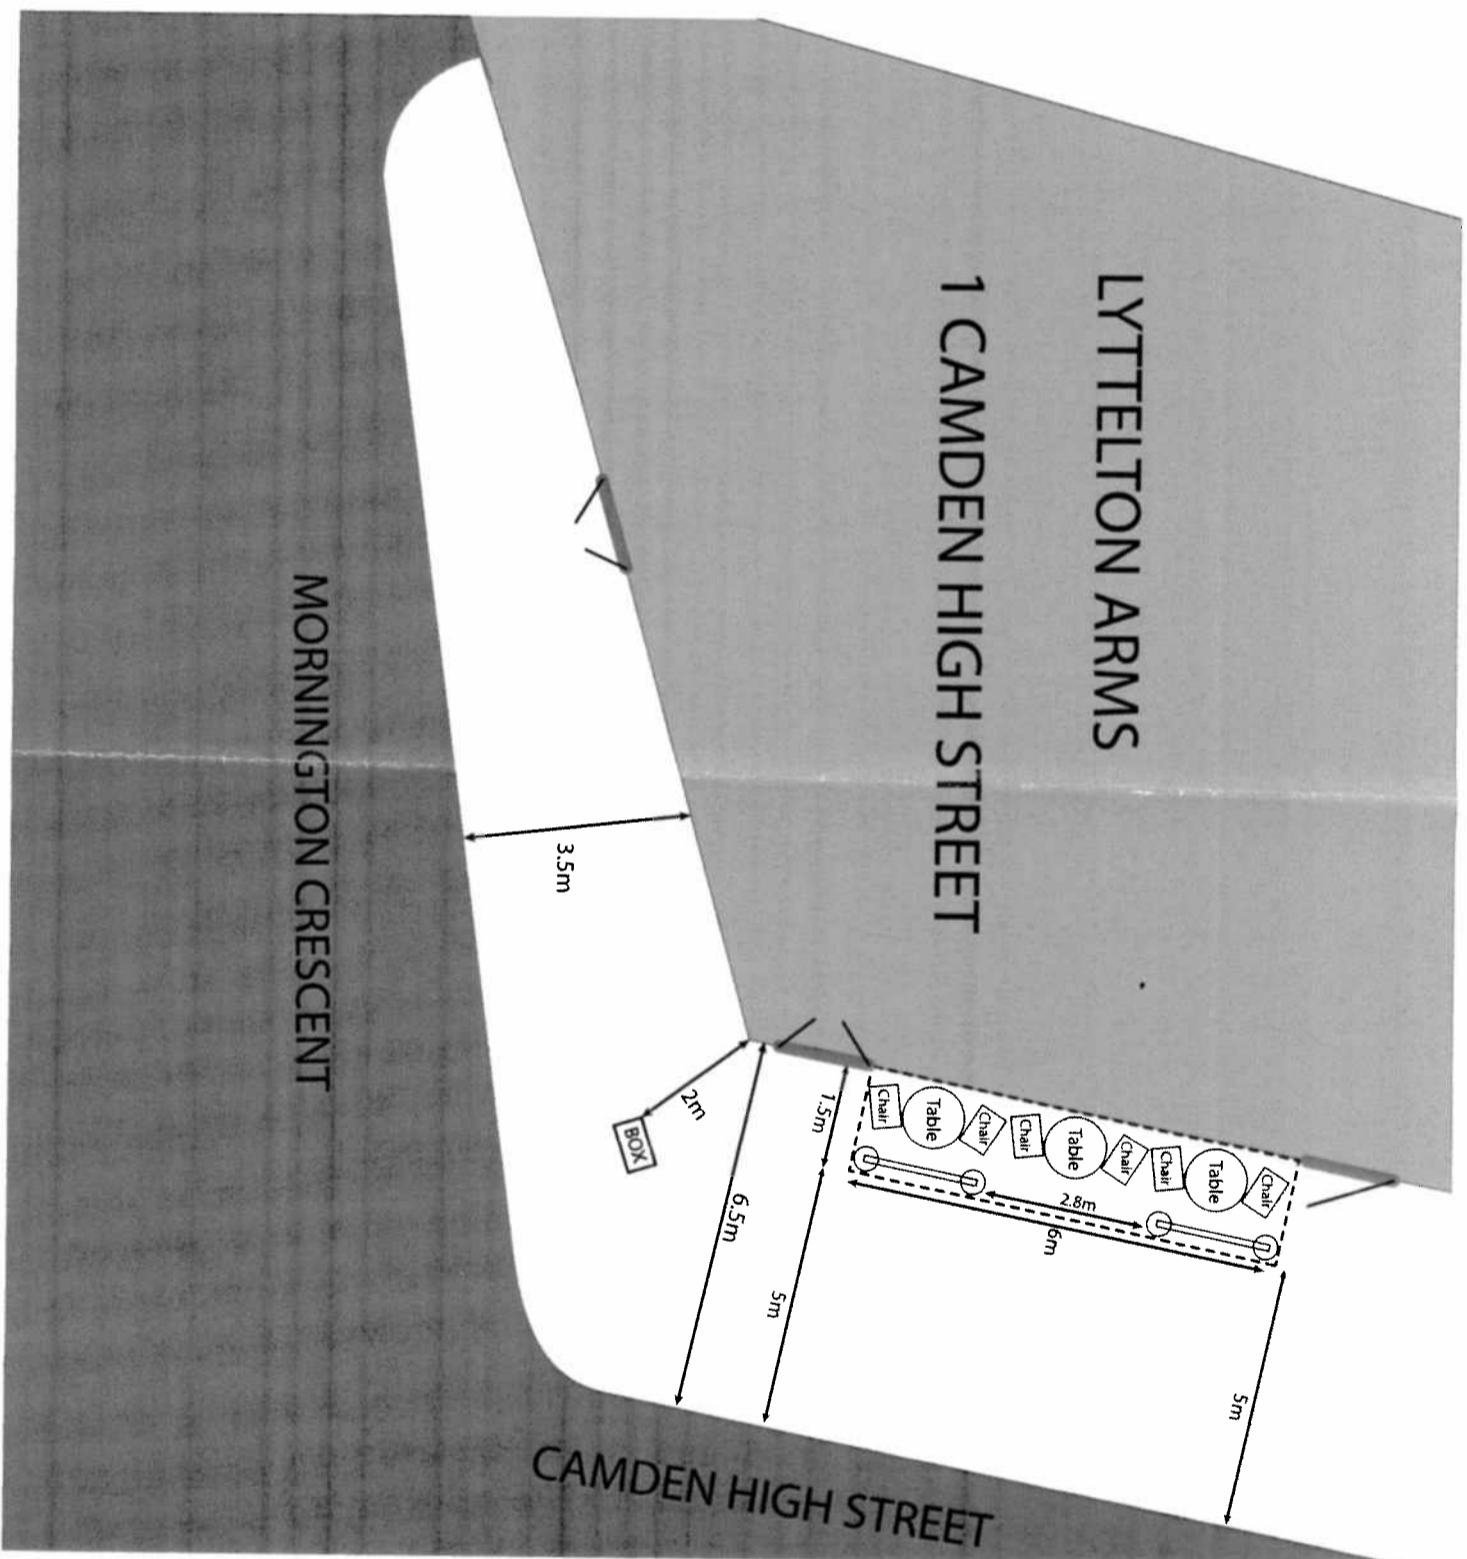 LYTTELTON ARMS
1 CAMDEN HIGH STREET
MORNINGTON CRESCENT
3.5m
2m
BOX
1.5m
6.5m
5m
Chair
Table
Chair
Chair
Table
Chair
Chair
Table
Chair
2.8m
6m
5m
CAMDEN HIGH STREET